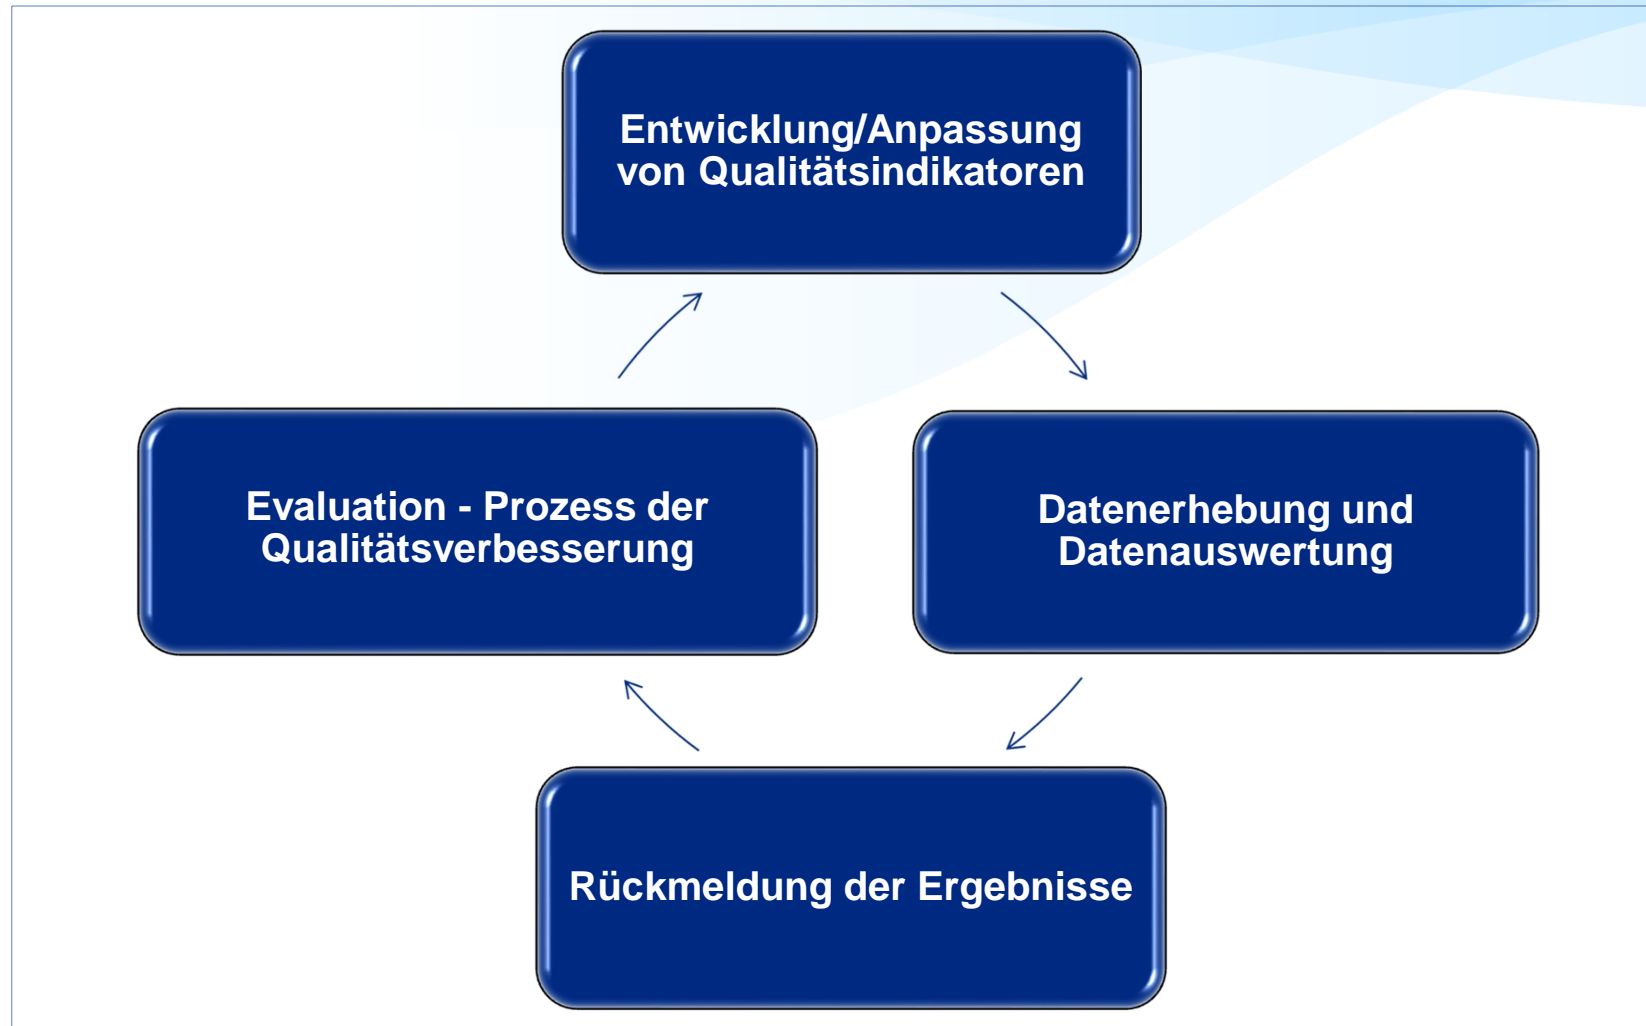 Entwicklung/Anpassung
von Qualitätsindikatoren
Datenerhebung und
Datenauswertung
Rückmeldung der Ergebnisse
Evaluation - Prozess der
Qualitätsverbesserung